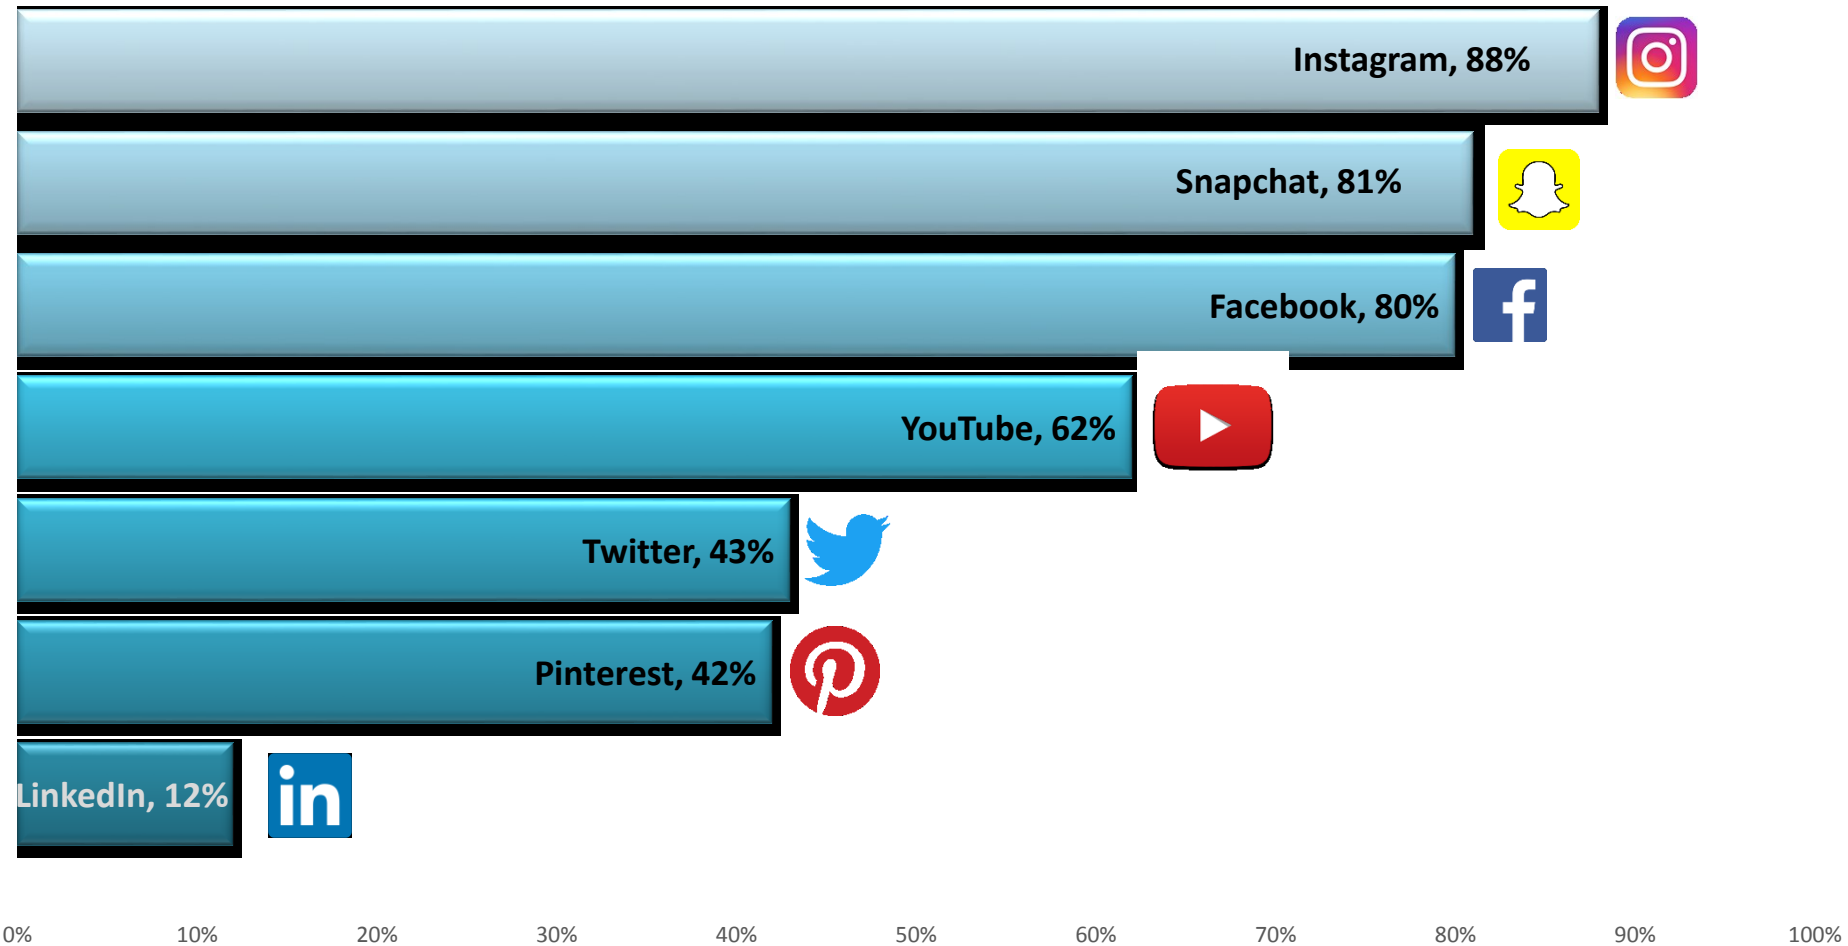 Instagram, 88%
Snapchat, 81%
Facebook, 80%
YouTube, 62%
Twitter, 43%
Pinterest, 42%
LinkedIn, 12%
in
0% 10% 20% 30% 40% 50% 60% 70% 80% 90% 100%